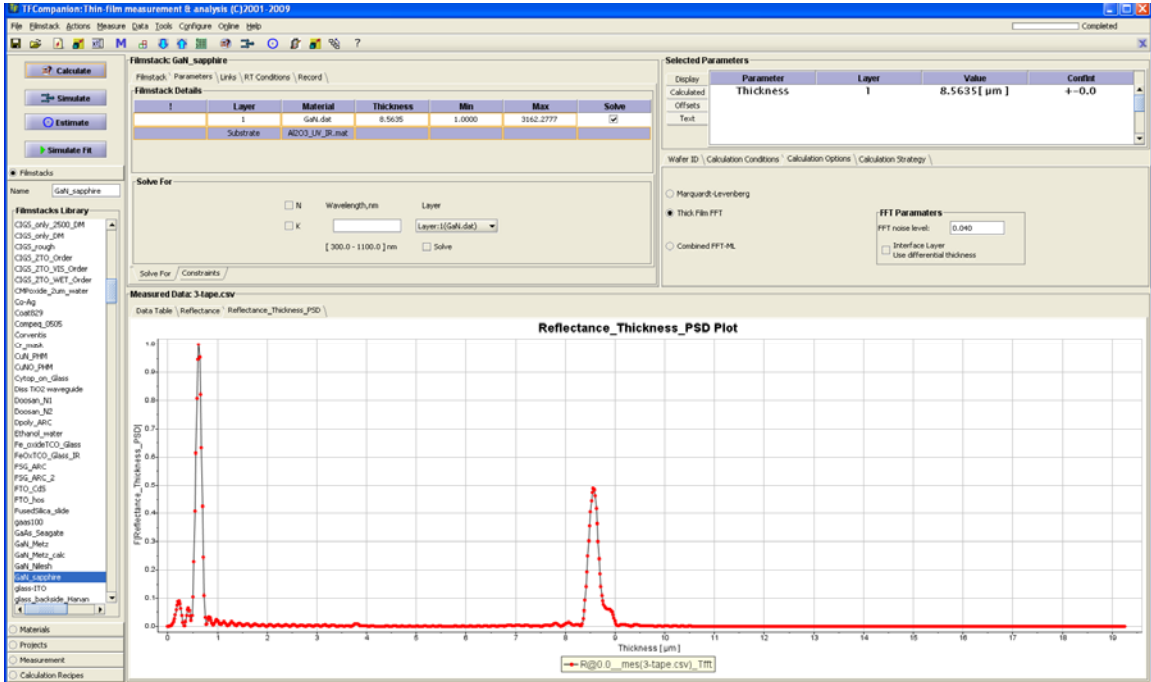 TFCompanion: Thin-film measurement & analysis (C)2001-2009
File Filmstack Actions Measure Data Tools Configure Online Help
Completed
Calculate
Simulate
Estimate
Simulate Fit
Filmstacks
Name GaN_sapphire
Filmstacks Library
CIGS_only_2500_DM
CIGS_only_DM
CIGS_rough
CIGS_ZTO_Order
CIGS_ZTO_VIS_Order
CIGS_ZTO_WET_Order
CMPoxide_2um_water
Co-Ag
Coat829
Compeq_0505
Corventis
Cr_mask
CuN_PHM
CuNO_PHM
Cytop_on_Glass
Diss TiO2 waveguide
Doosan_N1
Doosan_N2
Dpoly_ARC
Ethanol_water
Fe_oxideTCO_Glass
FeOxTCO_Glass_IR
FSG_ARC
FSG_ARC_2
FTO_CdS
FTO_hos
FusedSilica_slide
gaas100
GaAs_Seagate
GaN_Metz
GaN_Metz_calc
GaN_Nilesh
GaN_sapphire
glass-ITO
glass_backside_Hanan
Materials
Projects
Measurement
Calculation Recipes
Filmstack: GaN_sapphire
Filmstack Parameters Links RT Conditions Record
Filmstack Details
! Layer Material Thickness Min Max Solve
1 GaN.dat 8.5635 1.0000 3162.2777
Substrate Al2O3_UV_IR.mat
Solve For
N Wavelength,nm Layer
K Layer:1(GaN.dat)
[ 300.0 - 1100.0 ] nm Solve
Solve For Constraints
Selected Parameters
Display
Calculated
Offsets
Text
Parameter Layer Value ConfInt
Thickness 1 8.5635[ µm ] +-0.0
Wafer ID Calculation Conditions Calculation Options Calculation Strategy
Marquardt-Levenberg
Thick Film FFT
Combined FFT-ML
FFT Paramaters
FFT noise level: 0.040
Interface Layer
Use differential thickness
Measured Data: 3-tape.csv
Data Table Reflectance Reflectance_Thickness_PSD
Reflectance_Thickness_PSD Plot
F[Reflectance_Thickness_PSD]
1.0
0.9
0.8
0.7
0.6
0.5
0.4
0.3
0.2
0.1
0.0
0 1 2 3 4 5 6 7 8 9 10 11 12 13 14 15 16 17 18 19
Thickness [µm]
R@0.0__mes(3-tape.csv)_Tfft